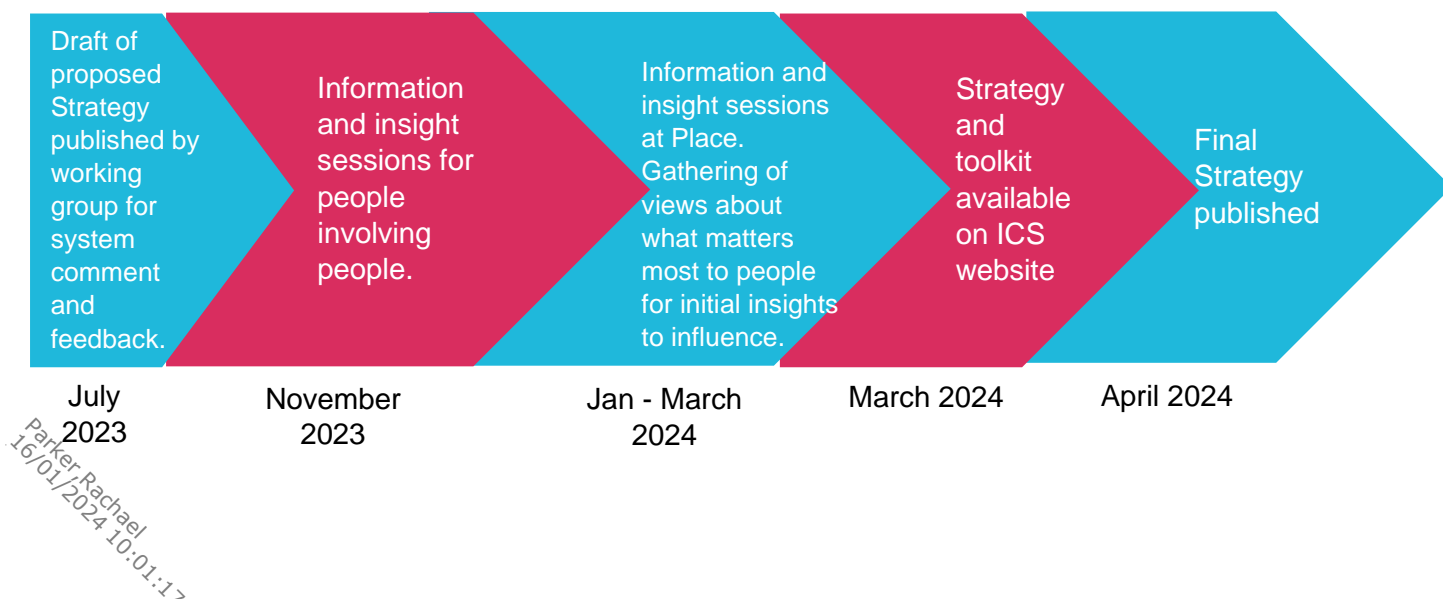 Draft of
proposed
Strategy
published by
working
group for
system
comment
and
feedback.
Information
and insight
sessions for
people
involving
people.
Information and
insight sessions
at Place.
Gathering of
views about
what matters
most to people
for initial insights
to influence.
Strategy
and
toolkit
available
on ICS
website
Final
Strategy
published
July
2023
November
2023
Jan - March
2024
March 2024
April 2024
Parker,Rachael
16/01/2024 10:01:17